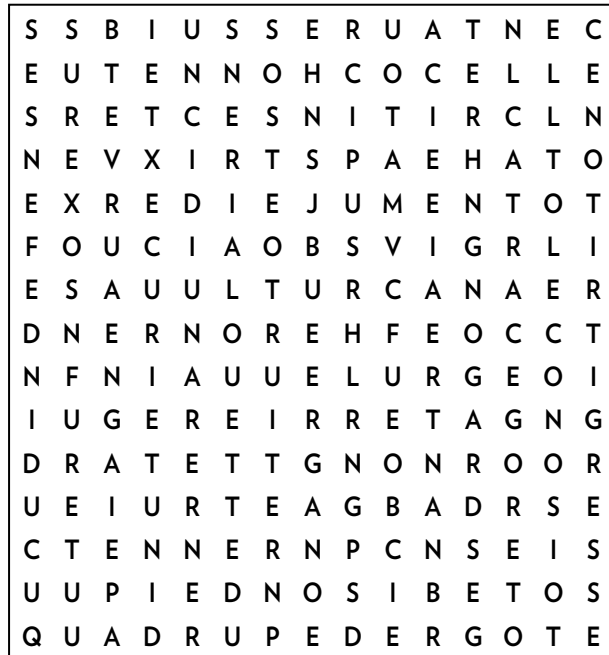 S S B I U S S E R U A T N E C
E U T E N N O H C O C E L L E
S R E T C E S N I T I R C L N
N E V X I R T S P A E H A T O
E X R E D I E J U M E N T O T
F O U C I A O B S V I G R L I
E S A U U L T U R C A N A E R
D N E R N O R E H F E O C C T
N F N I A U U E L U R G E O I
I U G E R E I R R E T A G N G
D R A T E T T G N O N R O O R
U E I U R T E A G B A D R S E
C T E N N E R N P C N S E I S
U U P I E D N O S I B E T O S
Q U A D R U P E D E R G O T E